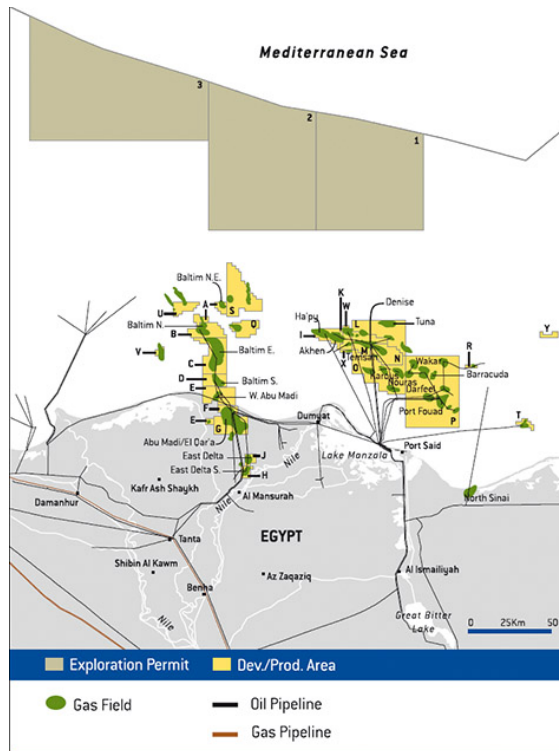 Mediterranean Sea
3
2
1
Baltim N.E.
A
S
U
Baltim N.
B
Q
Baltim E.
V
C
D
Baltim S.
E
W. Abu Madi
F
E
G
Abu Madi/El Qar'a
East Delta
J
East Delta S.
H
K
W
Denise
Ha'py
L
Tuna
I
Akhen
M
Temsah
X
O
N
Wakar
R
Y
Karous
Nouras
Barracuda
Darfeel
Port Fouad
P
T
Dumyat
Lake Manzala
Port Said
North Sinai
Nile
Kafr Ash Shaykh
Damanhur
Al Mansurah
Nile
Tanta
EGYPT
Shibin Al Kawm
Az Zaqaziq
Al Ismailiyah
Benha
Nile
Great Bitter
Lake
0 25Km 50
Exploration Permit
Dev./Prod. Area
Gas Field
Oil Pipeline
Gas Pipeline